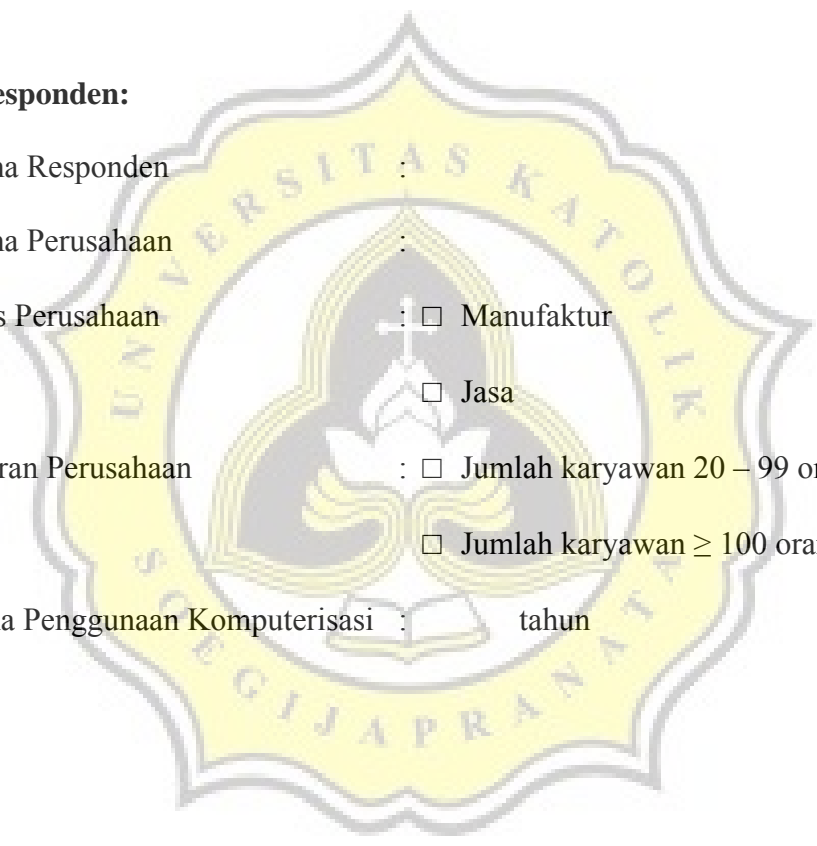 esponden:
na Responden :
na Perusahaan :
s Perusahaan : □ Manufaktur
□ Jasa
ran Perusahaan : □ Jumlah karyawan 20 – 99 or
□ Jumlah karyawan ≥ 100 ora
a Penggunaan Komputerisasi : tahun
UNIVERSITAS KATOLIK
SOEGIJAPRANATA